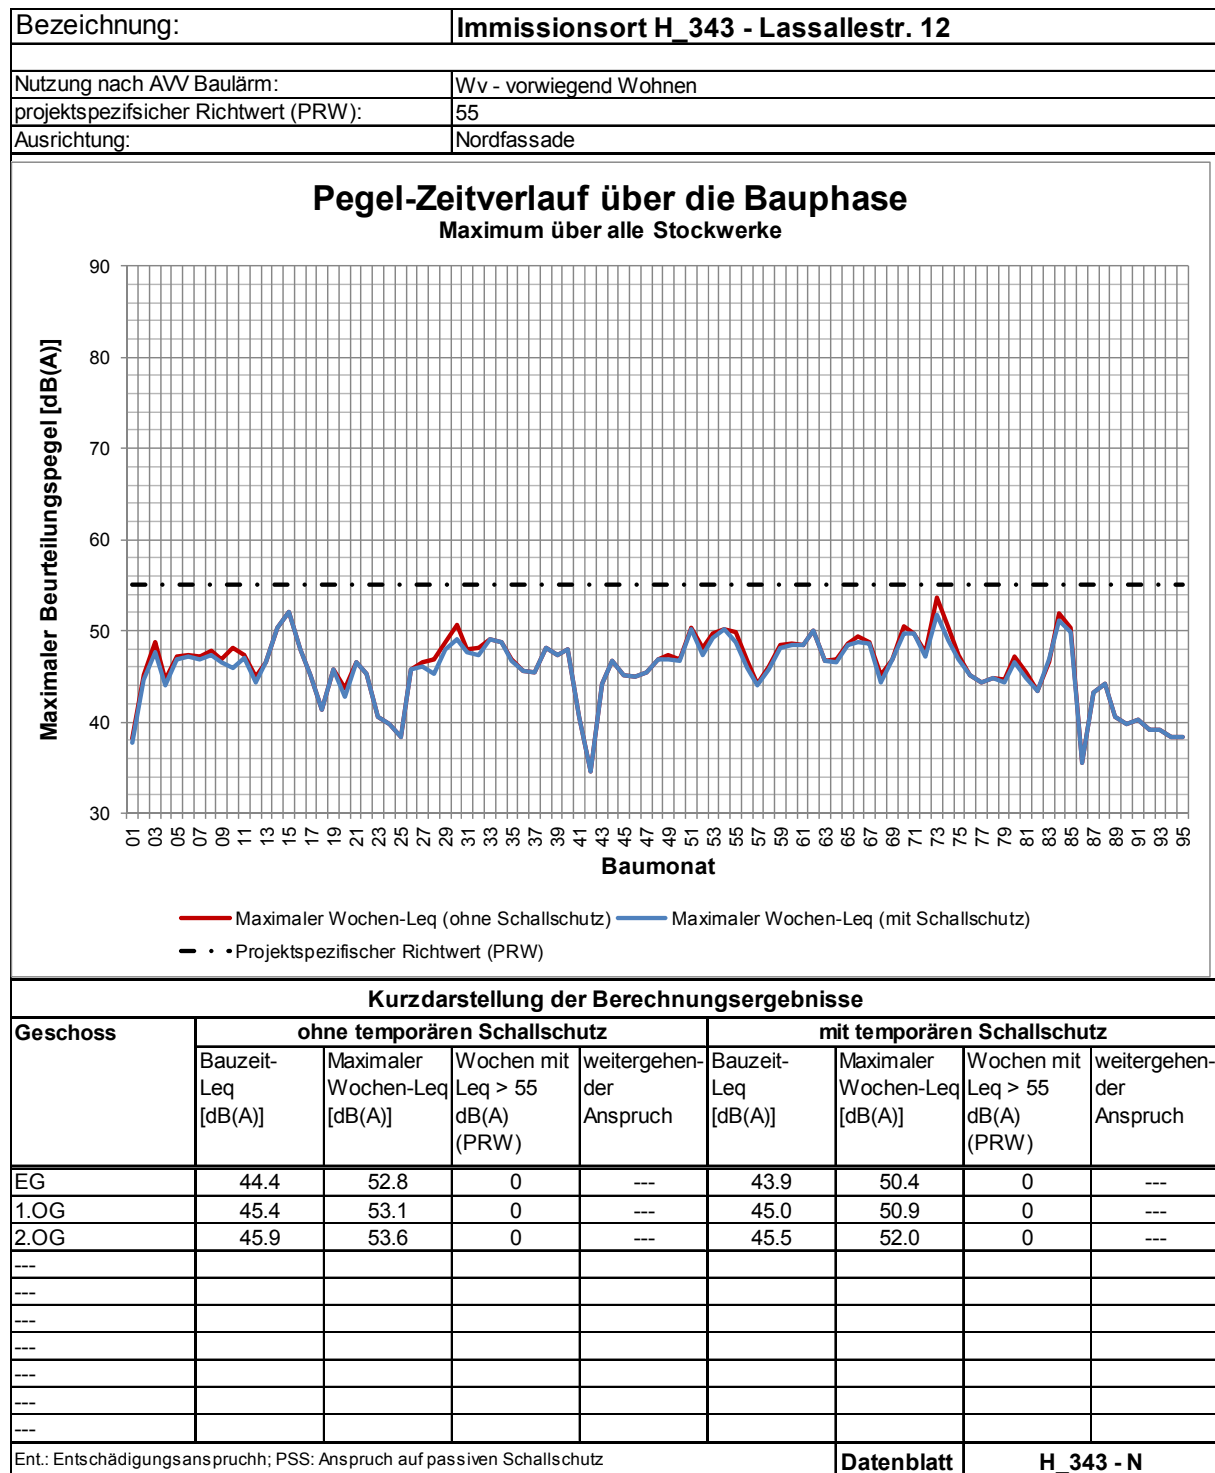 Bezeichnung: Immissionsort H_343 - Lassallestr. 12
Nutzung nach AVV Baulärm: Wv - vorwiegend Wohnen
projektspezifsicher Richtwert (PRW): 55
Ausrichtung: Nordfassade
Pegel-Zeitverlauf über die Bauphase
Maximum über alle Stockwerke
Maximaler Beurteilungspegel [dB(A)]
90
80
70
60
50
40
30
01 03 05 07 09 11 13 15 17 19 21 23 25 27 29 31 33 35 37 39 41 43 45 47 49 51 53 55 57 59 61 63 65 67 69 71 73 75 77 79 81 83 85 87 89 91 93 95
Baumonat
Maximaler Wochen-Leq (ohne Schallschutz) Maximaler Wochen-Leq (mit Schallschutz)
Projektspezifischer Richtwert (PRW)
Kurzdarstellung der Berechnungsergebnisse
Geschoss ohne temporären Schallschutz mit temporären Schallschutz
Bauzeit- Maximaler Wochen mit weitergehen- Bauzeit- Maximaler Wochen mit weitergehen-
Leq Wochen-Leq Leq > 55 der Leq Wochen-Leq Leq > 55 der
[dB(A)] [dB(A)] dB(A) Anspruch [dB(A)] [dB(A)] dB(A) Anspruch
(PRW) (PRW)
EG 44.4 52.8 0 --- 43.9 50.4 0 ---
1.OG 45.4 53.1 0 --- 45.0 50.9 0 ---
2.OG 45.9 53.6 0 --- 45.5 52.0 0 ---
---
---
---
---
---
---
---
Ent.: Entschädigungsanspruchh; PSS: Anspruch auf passiven Schallschutz Datenblatt H_343 - N